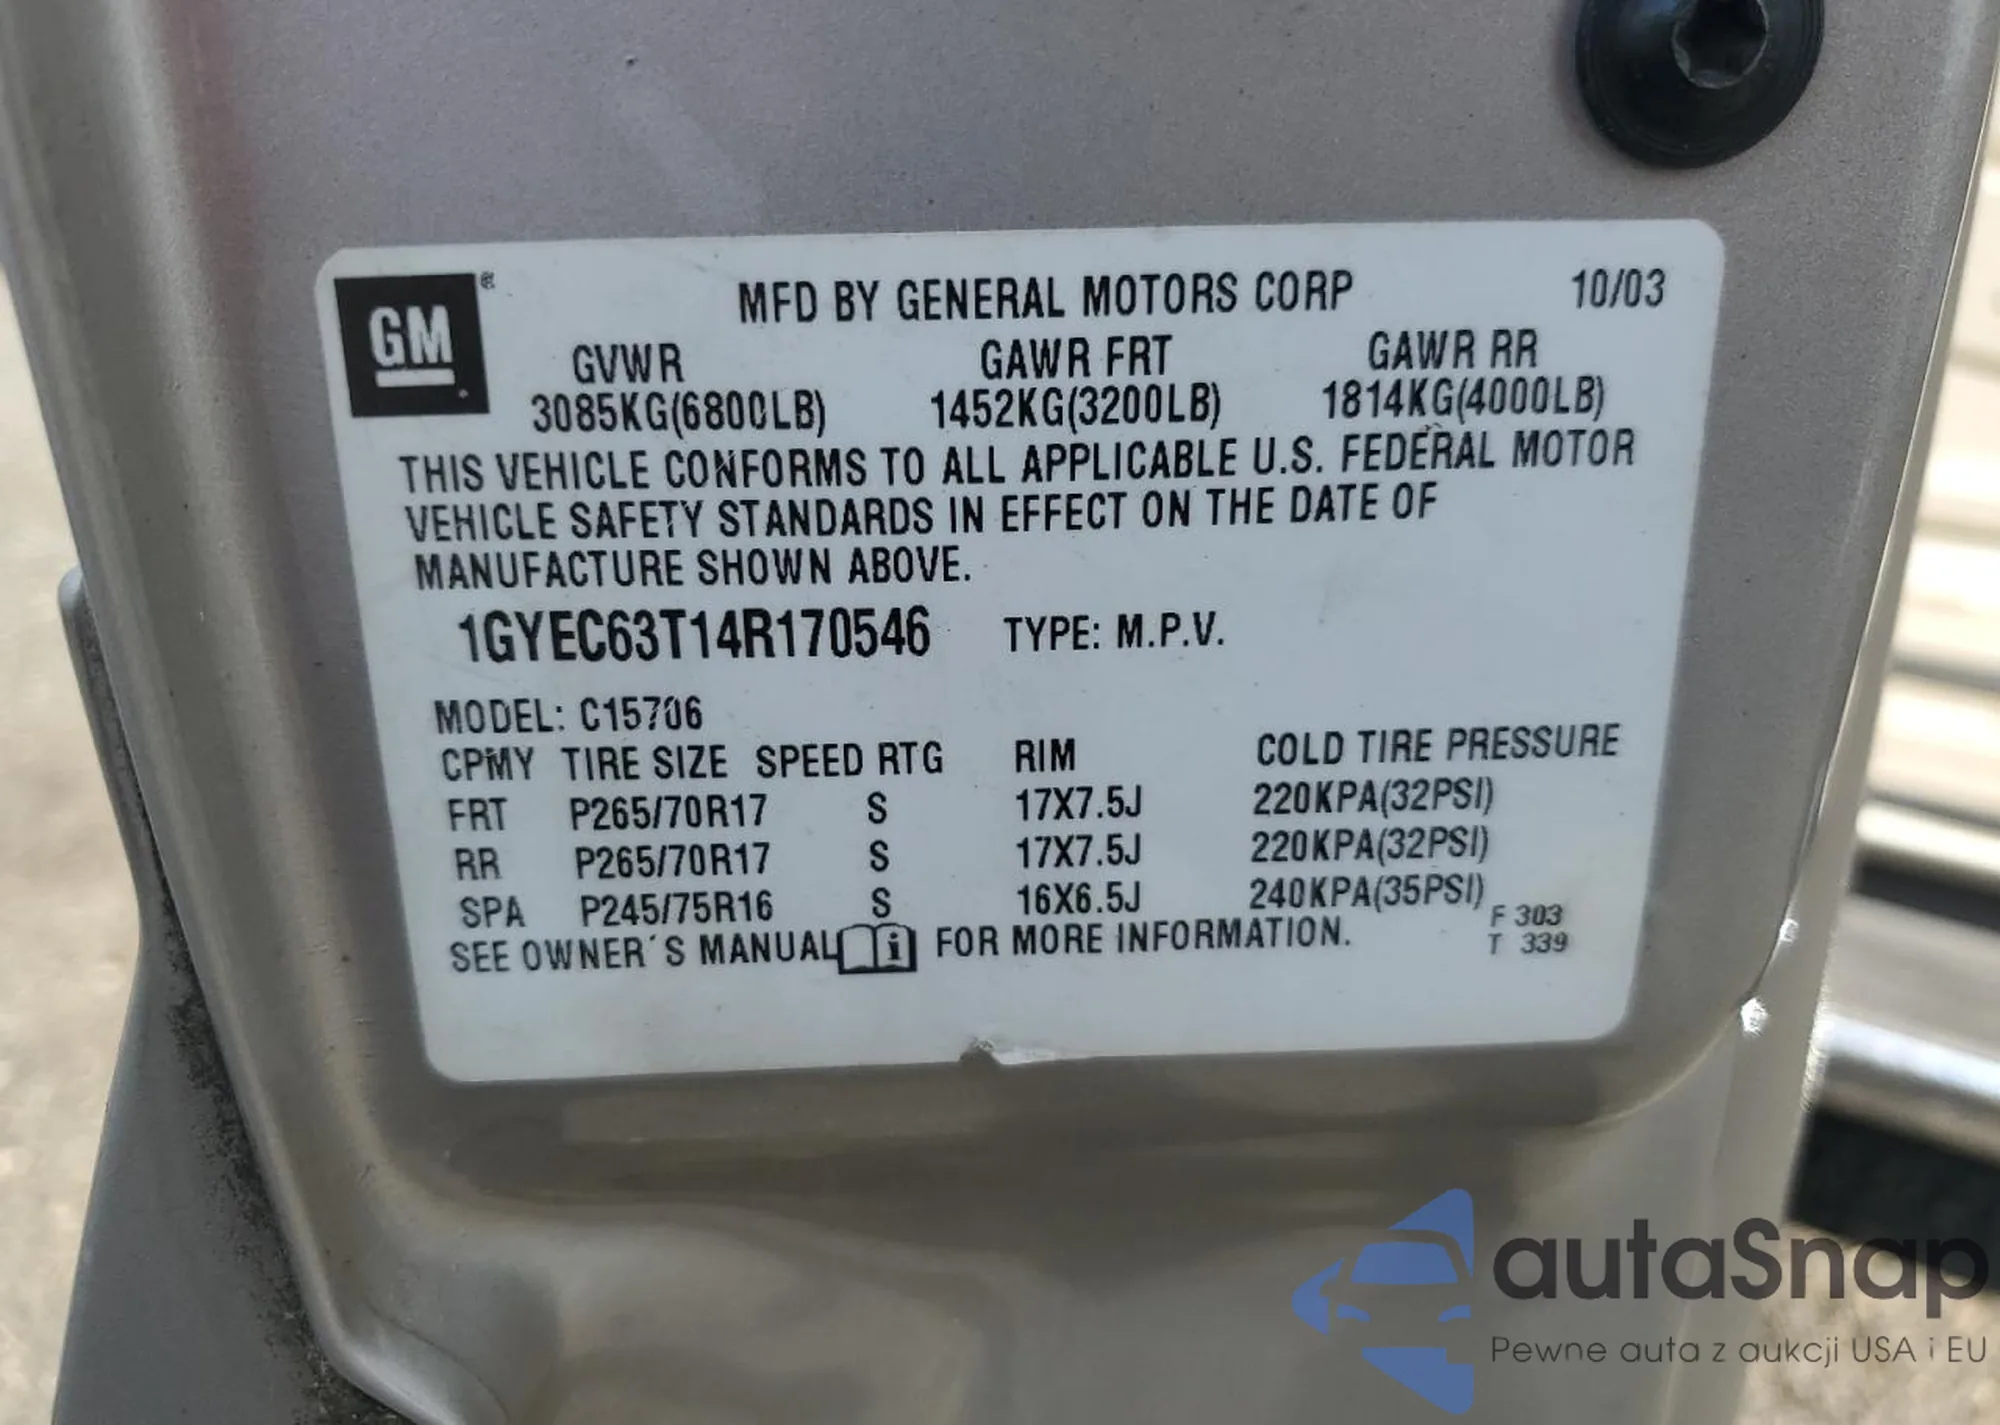 GM ®
MFD BY GENERAL MOTORS CORP 10/03
GVWR GAWR FRT GAWR RR
3085KG(6800LB) 1452KG(3200LB) 1814KG(4000LB)
THIS VEHICLE CONFORMS TO ALL APPLICABLE U.S. FEDERAL MOTOR
VEHICLE SAFETY STANDARDS IN EFFECT ON THE DATE OF
MANUFACTURE SHOWN ABOVE.
1GYEC63T14R170546 TYPE: M.P.V.
MODEL: C15706
CPMY TIRE SIZE SPEED RTG RIM COLD TIRE PRESSURE
FRT P265/70R17 S 17X7.5J 220KPA(32PSI)
RR P265/70R17 S 17X7.5J 220KPA(32PSI)
SPA P245/75R16 S 16X6.5J 240KPA(35PSI)
F 303
SEE OWNER´S MANUAL i FOR MORE INFORMATION. T 339
autaSnap
Pewne auta z aukcji USA i EU